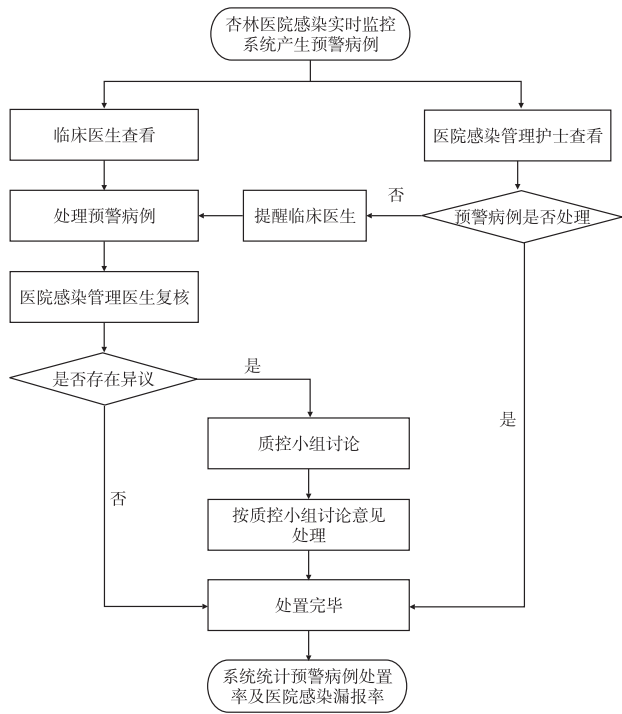 杏林医院感染实时监控
系统产生预警病例
临床医生查看
医院感染管理护士查看
处理预警病例
提醒临床医生
否
预警病例是否处理
医院感染管理医生复核
是否存在异议
是
质控小组讨论
是
否
按质控小组讨论意见
处理
处置完毕
系统统计预警病例处置
率及医院感染漏报率